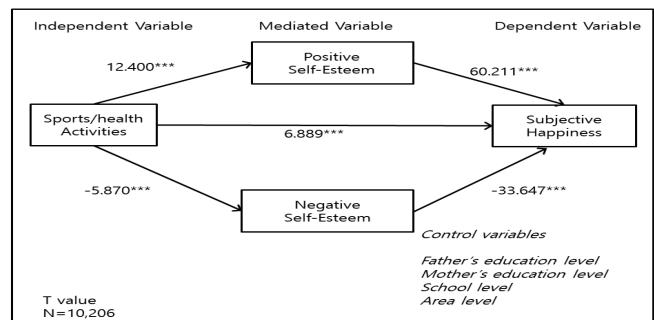 Independent Variable Mediated Variable Dependent Variable
Positive
Self-Esteem
12.400***
60.211***
Sports/health
Activities
6.889***
Subjective
Happiness
-5.870***
-33.647***
Negative
Self-Esteem
Control variables
Father's education level
Mother's education level
School level
Area level
T value
N=10,206